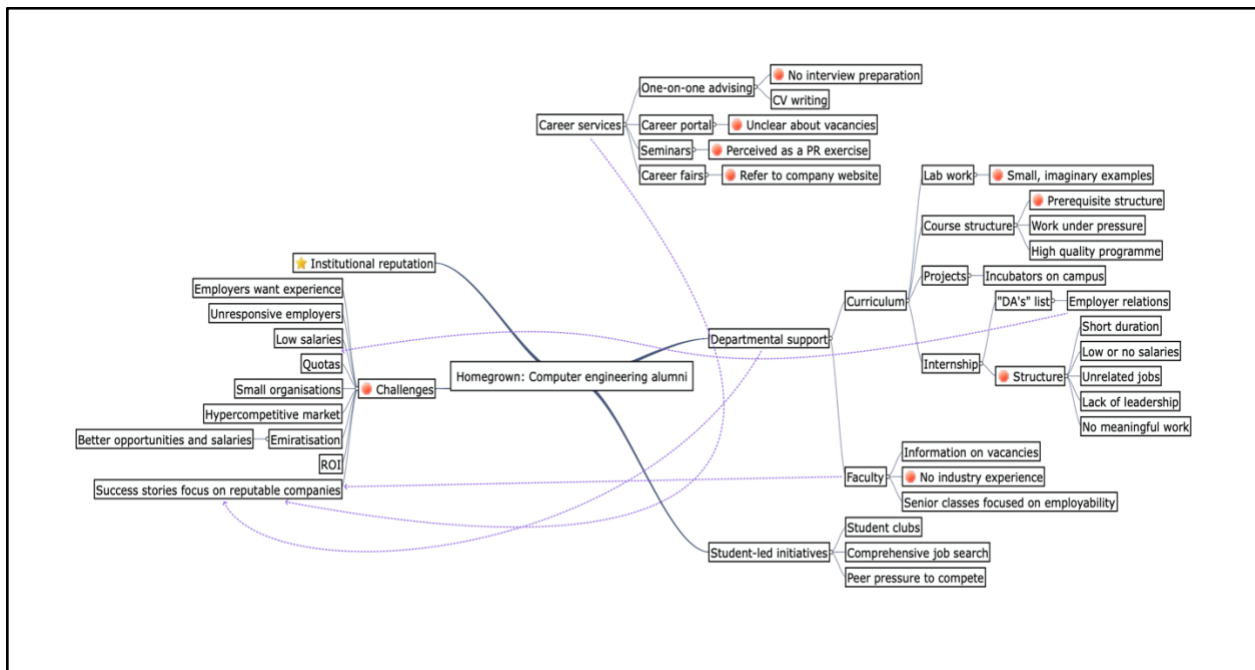 One-on-one advising
No interview preparation
CV writing
Career services
Career portal
Unclear about vacancies
Seminars
Perceived as a PR exercise
Career fairs
Refer to company website
Institutional reputation
Employers want experience
Unresponsive employers
Low salaries
Quotas
Small organisations
Challenges
Hypercompetitive market
Better opportunities and salaries
Emiratisation
ROI
Success stories focus on reputable companies
Homegrown: Computer engineering alumni
Departmental support
Curriculum
Lab work
Small, imaginary examples
Course structure
Prerequisite structure
Work under pressure
High quality programme
Projects
Incubators on campus
Internship
"DA's" list
Employer relations
Structure
Short duration
Low or no salaries
Unrelated jobs
Lack of leadership
No meaningful work
Faculty
Information on vacancies
No industry experience
Senior classes focused on employability
Student-led initiatives
Student clubs
Comprehensive job search
Peer pressure to compete